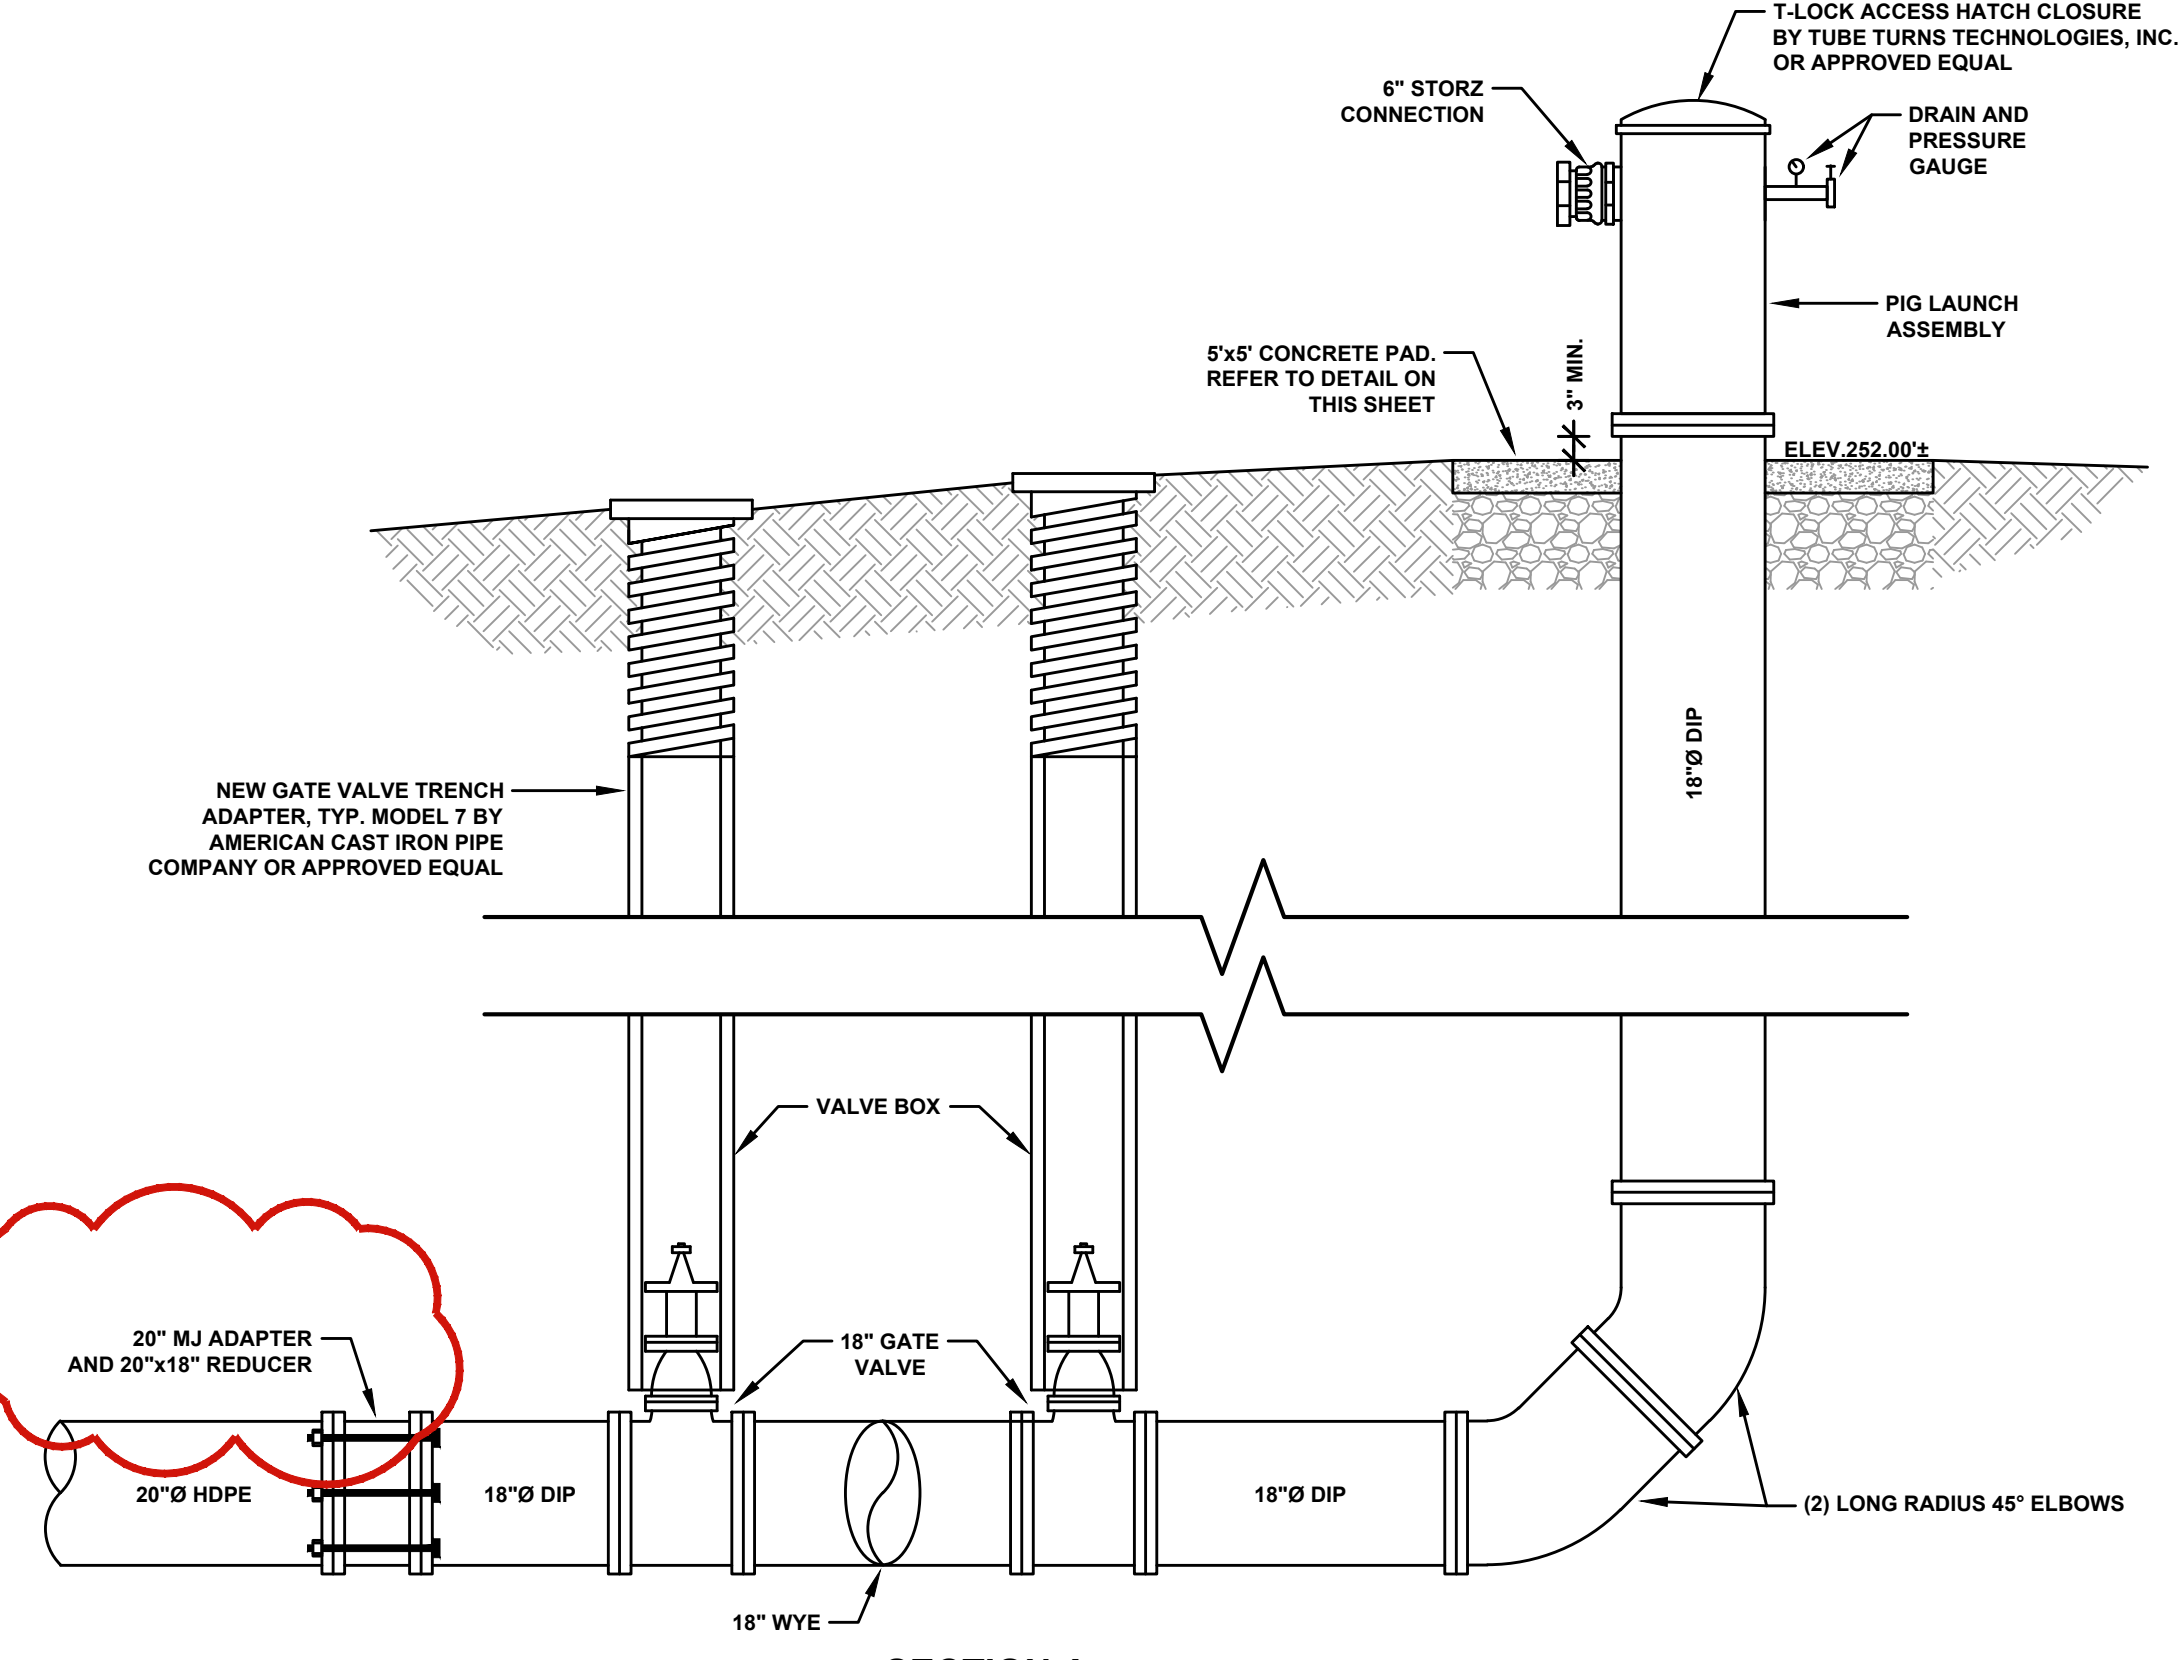 T-LOCK ACCESS HATCH CLOSURE
BY TUBE TURNS TECHNOLOGIES, INC.
OR APPROVED EQUAL
6" STORZ
CONNECTION
DRAIN AND
PRESSURE
GAUGE
PIG LAUNCH
ASSEMBLY
5'x5' CONCRETE PAD.
REFER TO DETAIL ON
THIS SHEET
3" MIN.
ELEV.252.00'±
18"Ø DIP
NEW GATE VALVE TRENCH
ADAPTER, TYP. MODEL 7 BY
AMERICAN CAST IRON PIPE
COMPANY OR APPROVED EQUAL
VALVE BOX
20" MJ ADAPTER
AND 20"x18" REDUCER
18" GATE
VALVE
20"Ø HDPE
18"Ø DIP
18"Ø DIP
(2) LONG RADIUS 45° ELBOWS
18" WYE